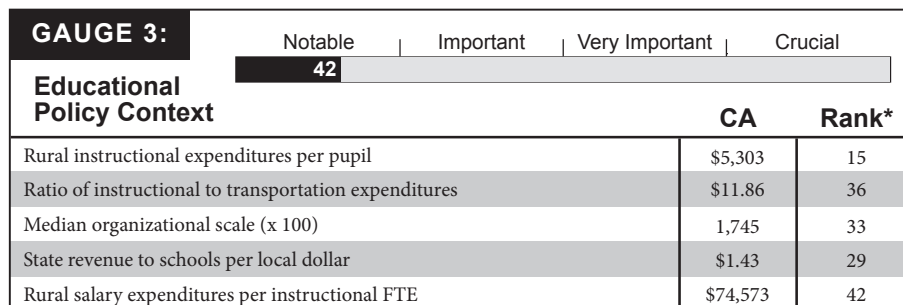 GAUGE 3:
Notable | Important | Very Important | Crucial
42
Educational
Policy Context
CA Rank*
Rural instructional expenditures per pupil $5,303 15
Ratio of instructional to transportation expenditures $11.86 36
Median organizational scale (x 100) 1,745 33
State revenue to schools per local dollar $1.43 29
Rural salary expenditures per instructional FTE $74,573 42